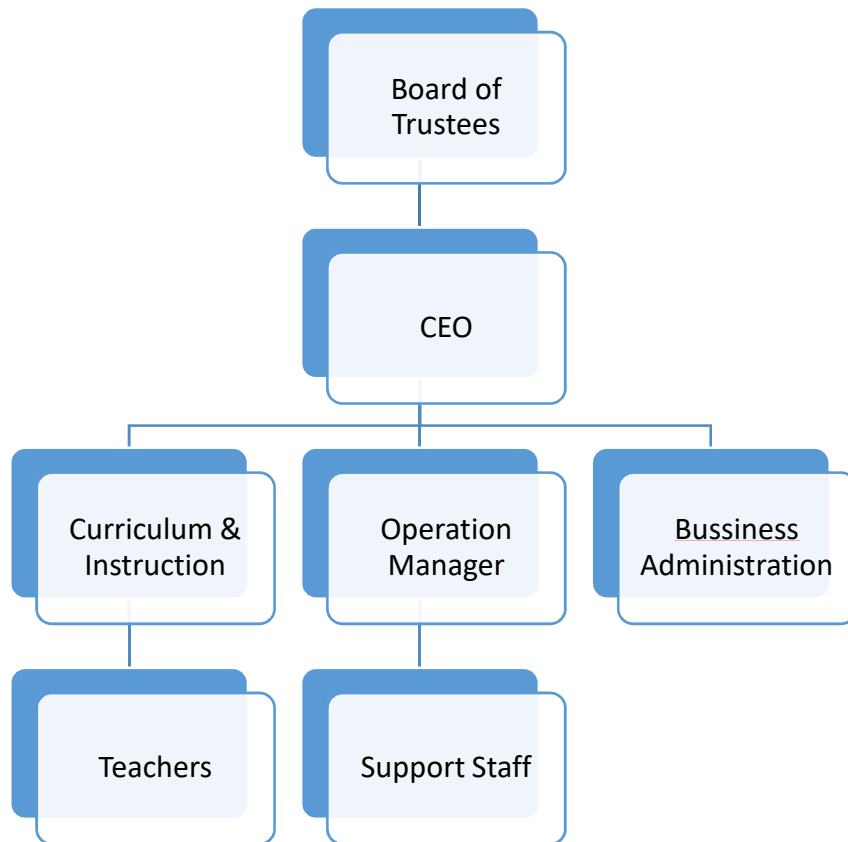 Board of
Trustees
CEO
Curriculum &
Instruction
Operation
Manager
Bussiness
Administration
Teachers
Support Staff